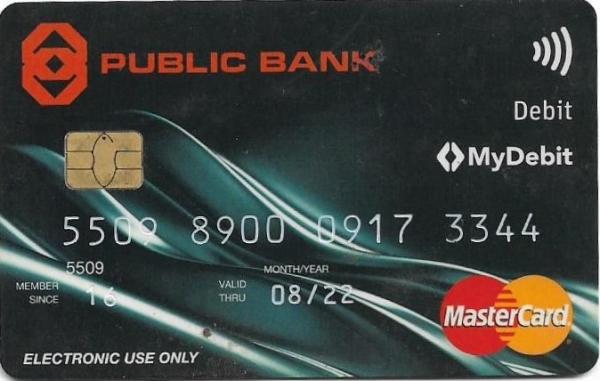 PUBLIC BANK
Debit
MyDebit
5509 8900 0917 3344
5509
MONTH/YEAR
MEMBER SINCE 16 VALID THRU 08/22
MasterCard
ELECTRONIC USE ONLY